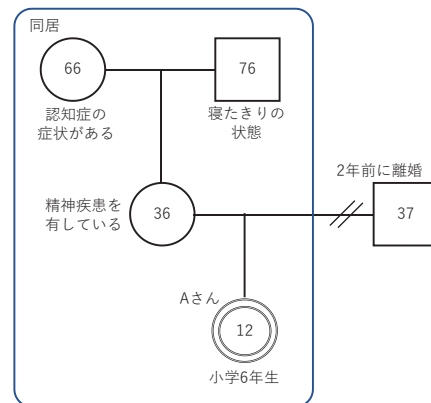 同居
66
76
認知症の
症状がある
寝たきりの
状態
2年前に離婚
精神疾患を
有している
36
37
Aさん
12
小学6年生